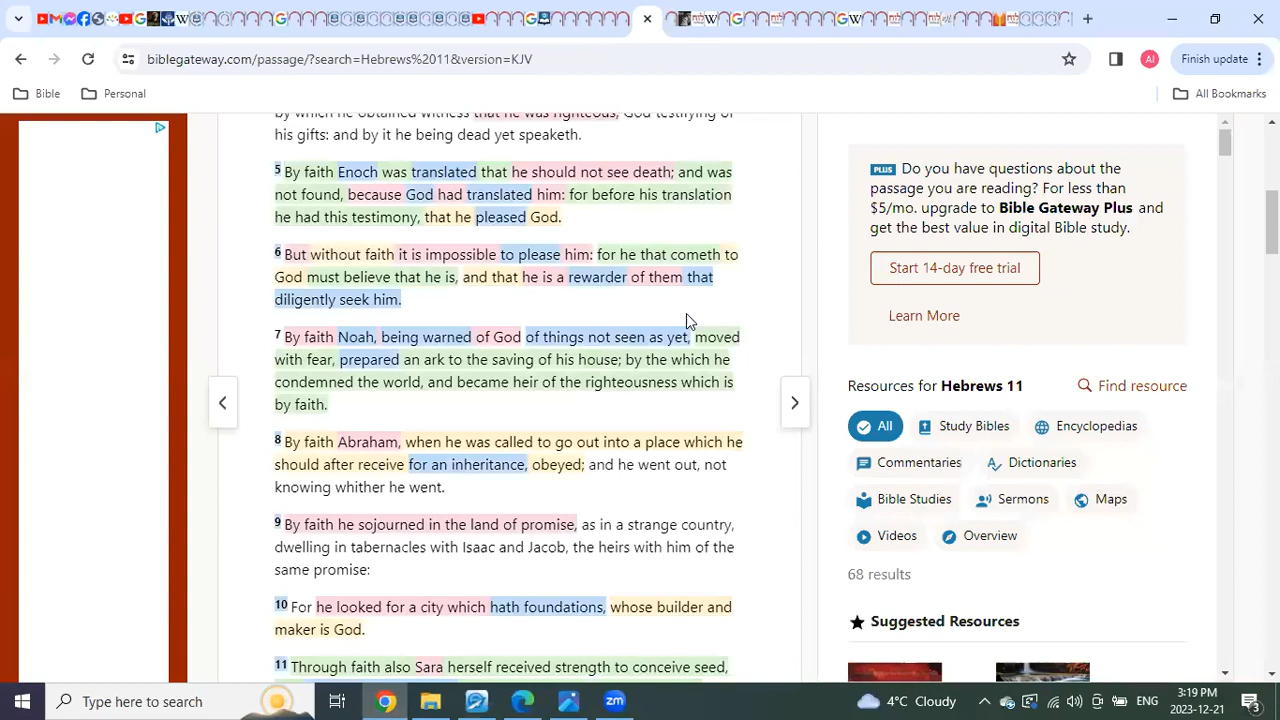 biblegateway.com/passage/?search=Hebrews%2011&version=KJV
AI
Finish update
Bible
Personal
All Bookmarks
by which he obtained witness that he was righteous, God testifying of
his gifts: and by it he being dead yet speaketh.
5 By faith Enoch was translated that he should not see death; and was
not found, because God had translated him: for before his translation
he had this testimony, that he pleased God.
6 But without faith it is impossible to please him: for he that cometh to
God must believe that he is, and that he is a rewarder of them that
diligently seek him.
7 By faith Noah, being warned of God of things not seen as yet, moved
with fear, prepared an ark to the saving of his house; by the which he
condemned the world, and became heir of the righteousness which is
by faith.
8 By faith Abraham, when he was called to go out into a place which he
should after receive for an inheritance, obeyed; and he went out, not
knowing whither he went.
9 By faith he sojourned in the land of promise, as in a strange country,
dwelling in tabernacles with Isaac and Jacob, the heirs with him of the
same promise:
10 For he looked for a city which hath foundations, whose builder and
maker is God.
11 Through faith also Sara herself received strength to conceive seed,
PLUS Do you have questions about the
passage you are reading? For less than
$5/mo. upgrade to Bible Gateway Plus and
get the best value in digital Bible study.
Start 14-day free trial
Learn More
Resources for Hebrews 11
Find resource
All
Study Bibles
Encyclopedias
Commentaries
Dictionaries
Bible Studies
Sermons
Maps
Videos
Overview
68 results
Suggested Resources
Type here to search
4°C Cloudy
ENG
3:19 PM
2023-12-21
3